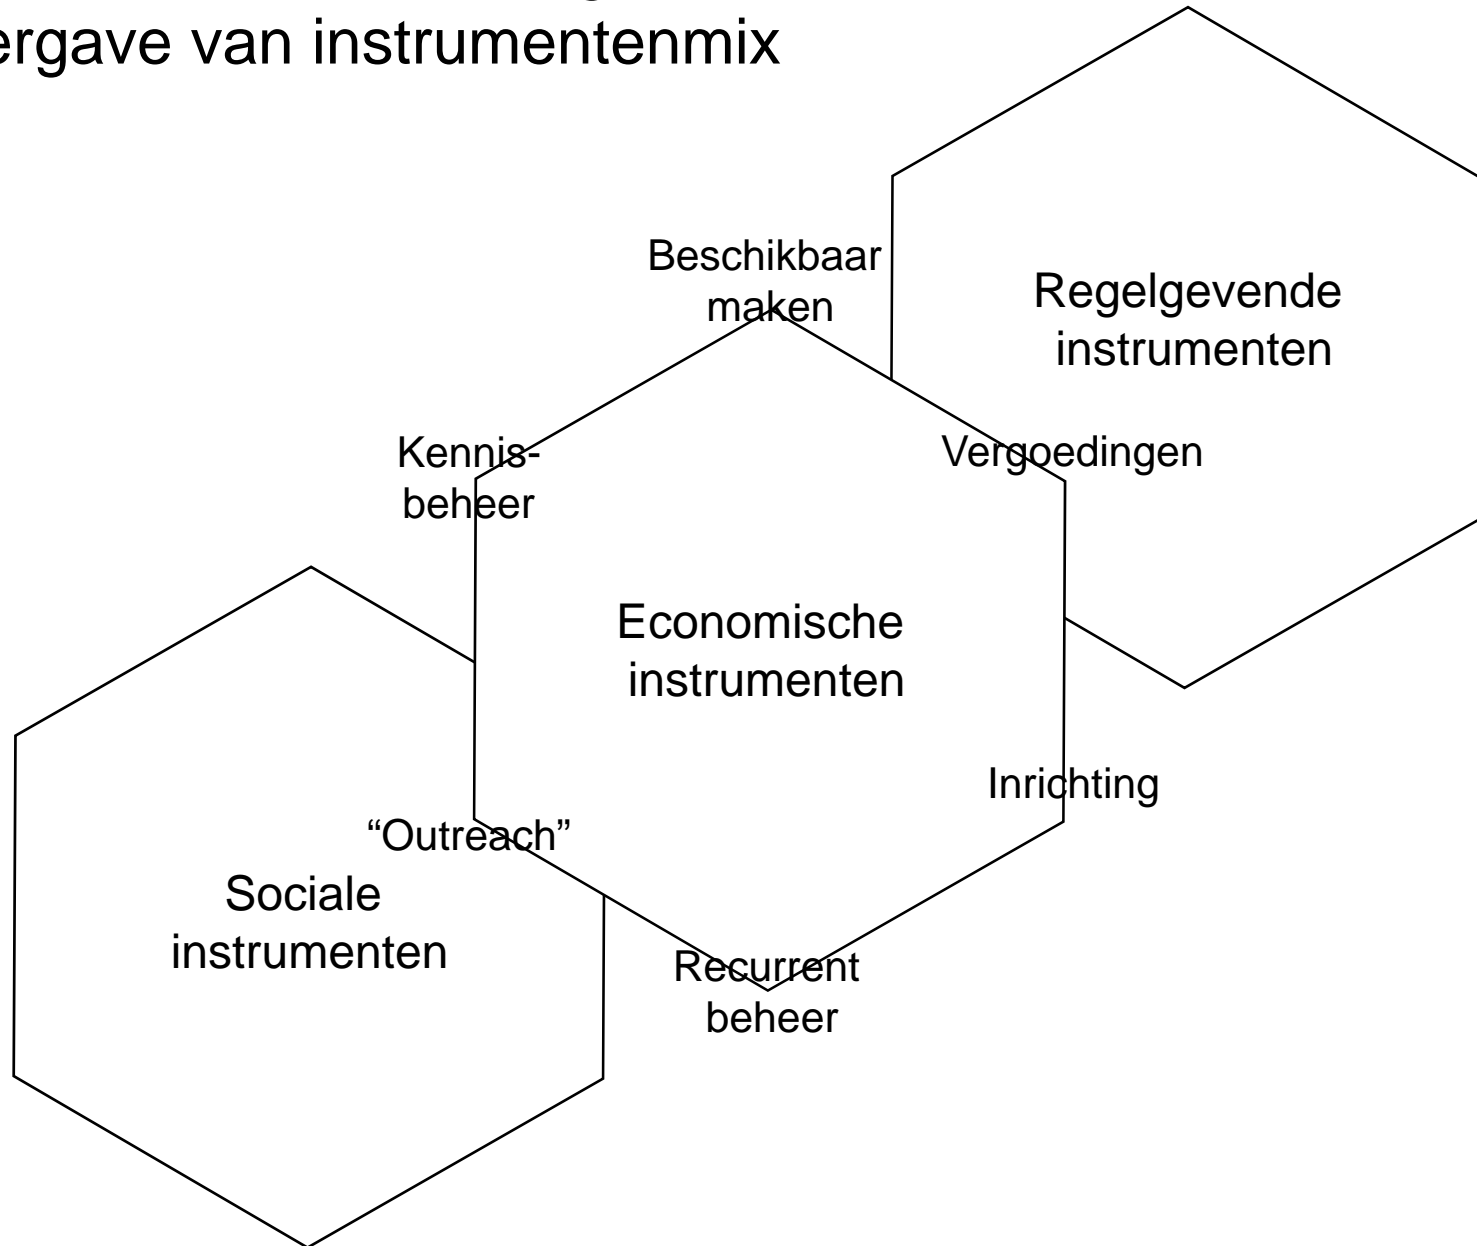 ergave van instrumentenmix
Beschikbaar
maken
Regelgevende
instrumenten
Kennis-
beheer
Vergoedingen
Economische
instrumenten
Inrichting
“Outreach”
Sociale
instrumenten
Recurrent
beheer